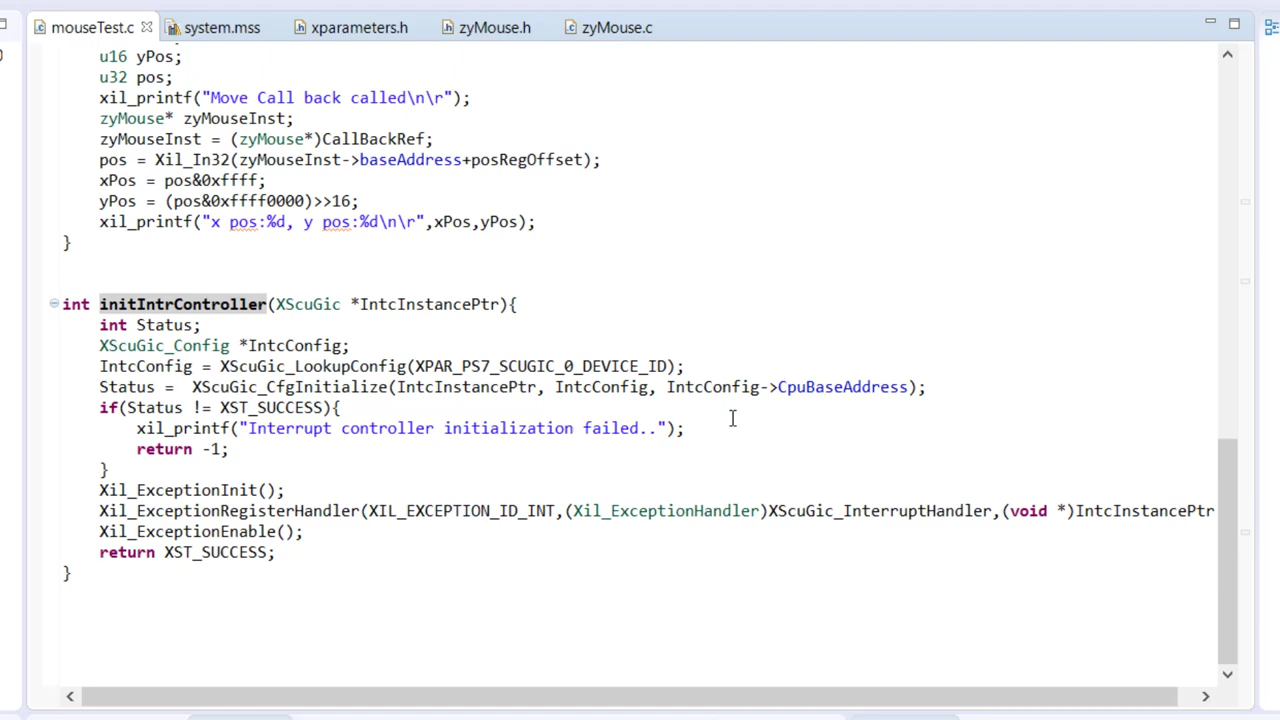 mouseTest.c
system.mss
xparameters.h
zyMouse.h
zyMouse.c
u16 yPos;
u32 pos;
xil_printf("Move Call back called\n\r");
zyMouse* zyMouseInst;
zyMouseInst = (zyMouse*)CallBackRef;
pos = Xil_In32(zyMouseInst->baseAddress+posRegOffset);
xPos = pos&0xffff;
yPos = (pos&0xffff0000)>>16;
xil_printf("x pos:%d, y pos:%d\n\r",xPos,yPos);
}
int initIntrController(XScuGic *IntcInstancePtr){
int Status;
XScuGic_Config *IntcConfig;
IntcConfig = XScuGic_LookupConfig(XPAR_PS7_SCUGIC_0_DEVICE_ID);
Status =  XScuGic_CfgInitialize(IntcInstancePtr, IntcConfig, IntcConfig->CpuBaseAddress);
if(Status != XST_SUCCESS){
xil_printf("Interrupt controller initialization failed..");
return -1;
}
Xil_ExceptionInit();
Xil_ExceptionRegisterHandler(XIL_EXCEPTION_ID_INT,(Xil_ExceptionHandler)XScuGic_InterruptHandler,(void *)IntcInstancePtr
Xil_ExceptionEnable();
return XST_SUCCESS;
}